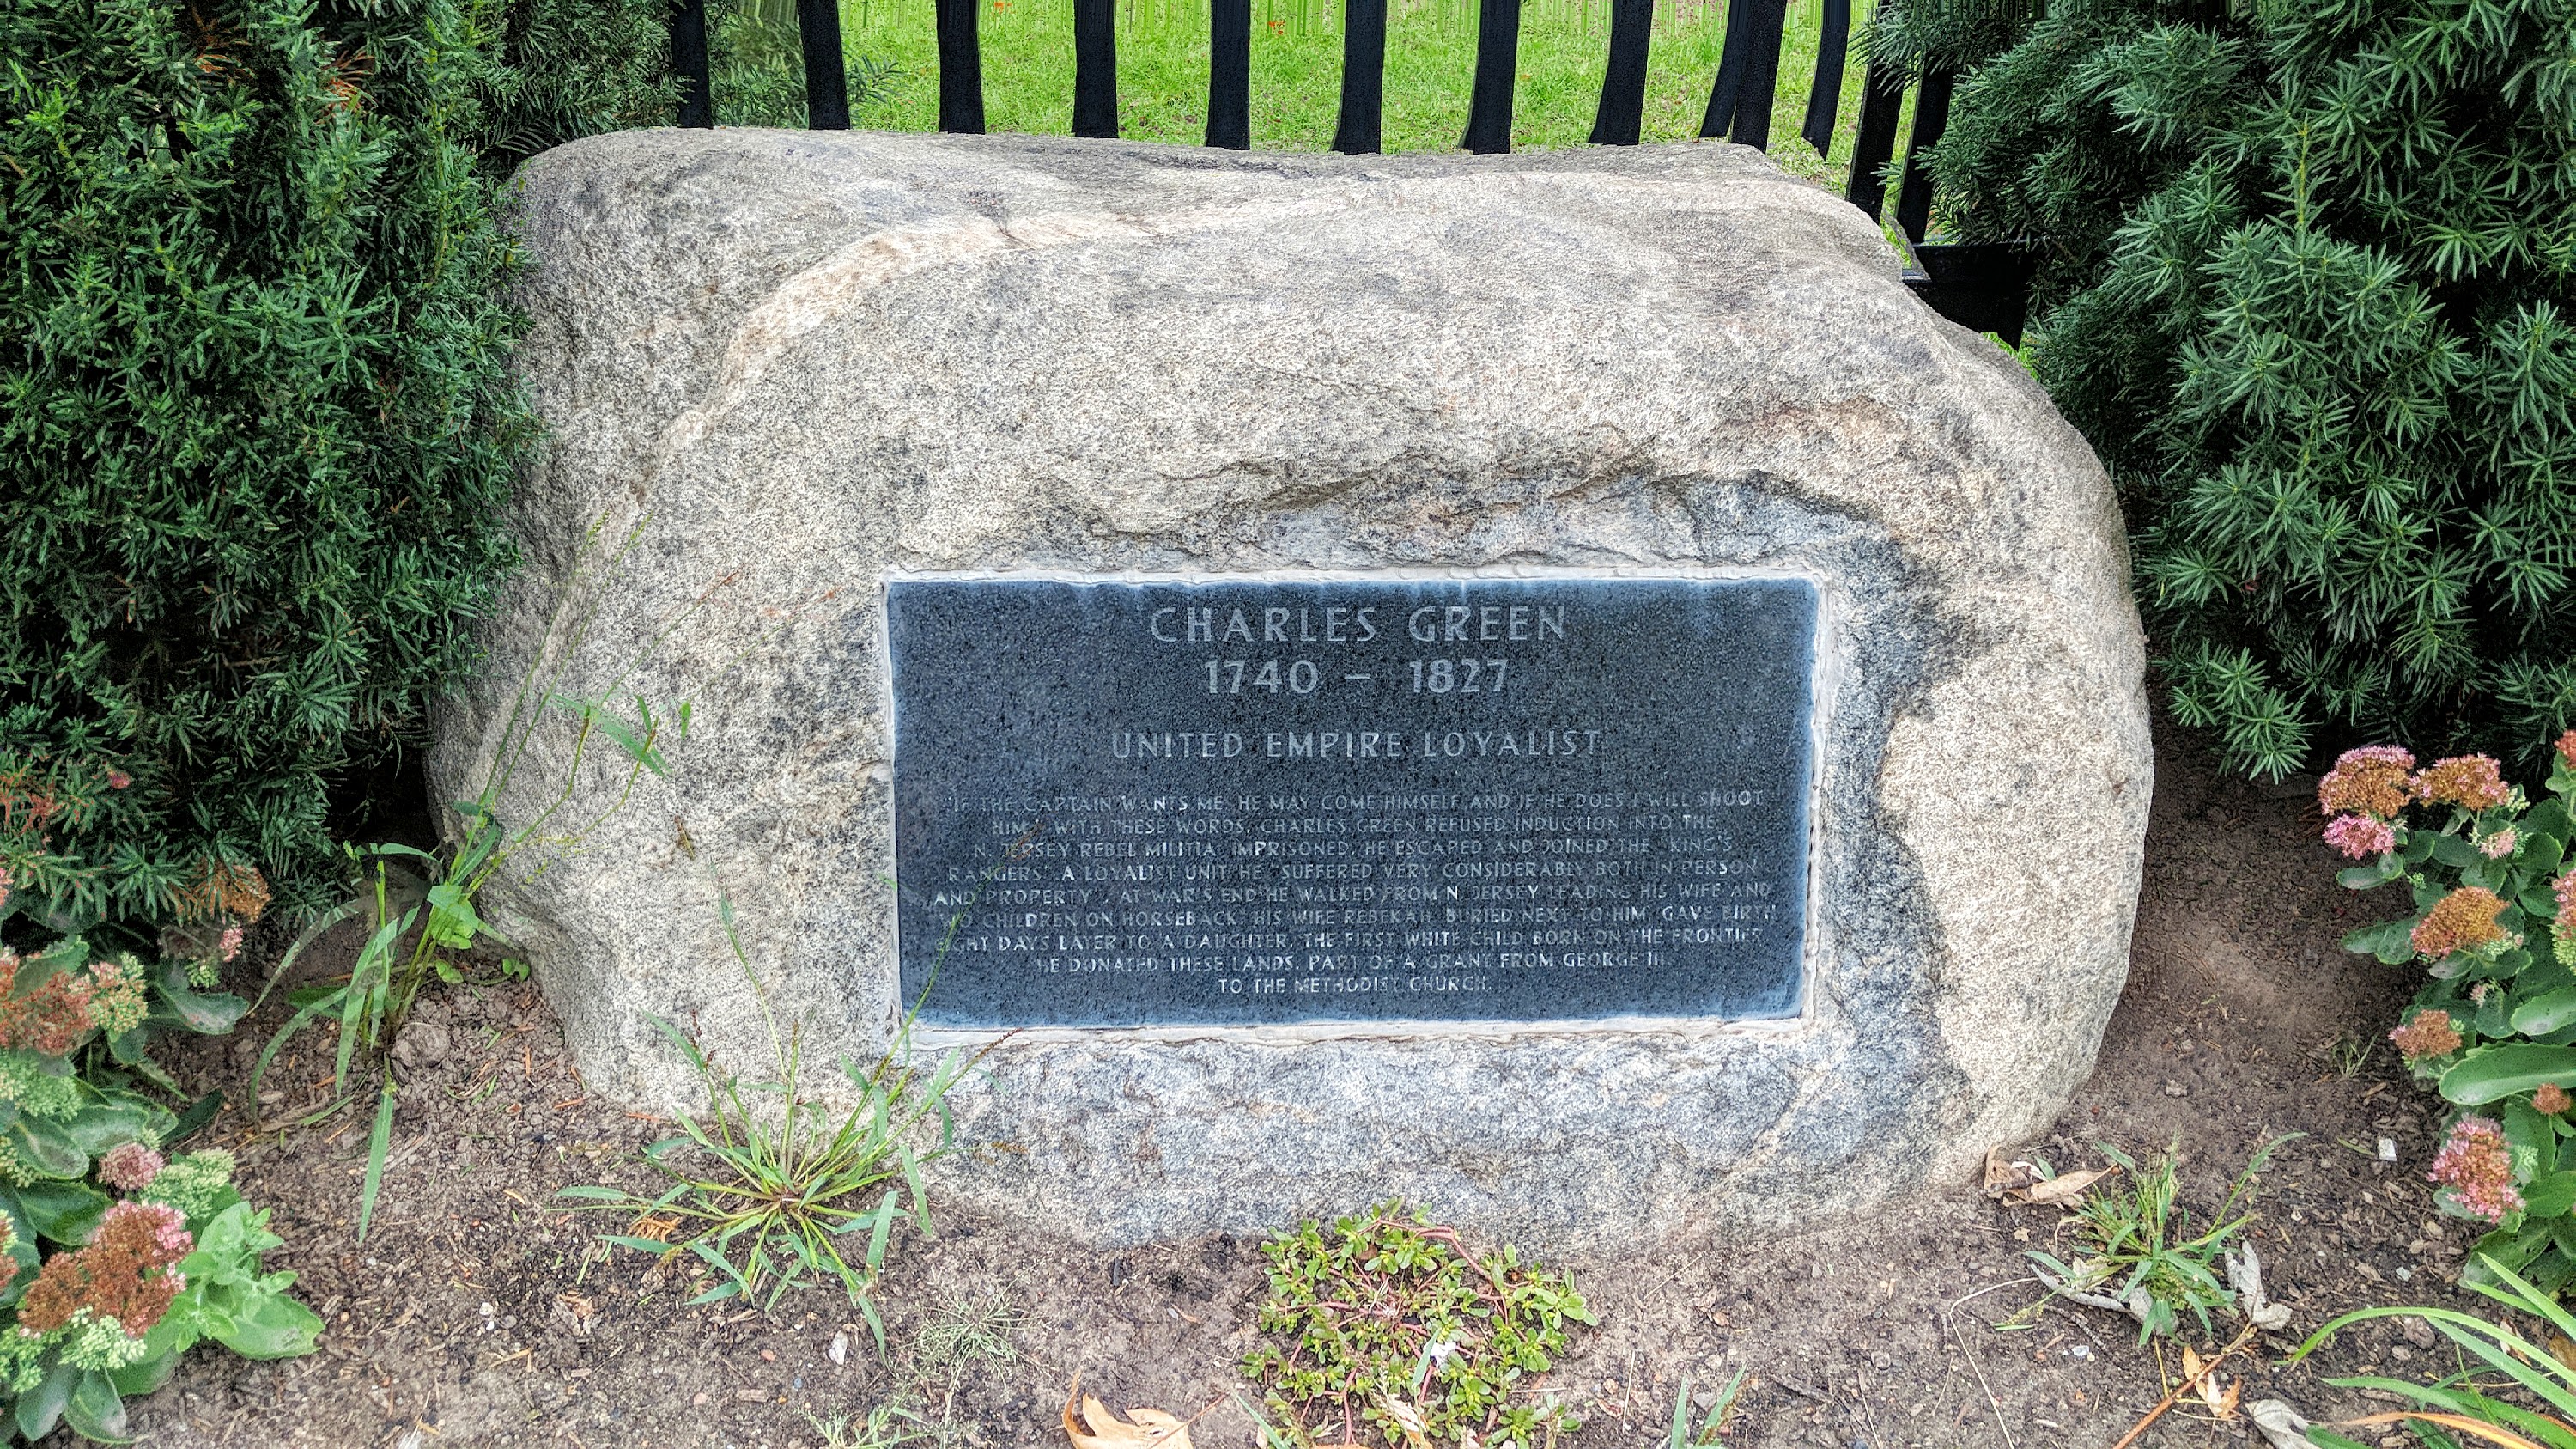 CHARLES GREEN
1740 – 1827
UNITED EMPIRE LOYALIST
"IF THE CAPTAIN WANTS ME, HE MAY COME HIMSELF AND IF HE DOES I WILL SHOOT
HIM." WITH THESE WORDS, CHARLES GREEN REFUSED INDUCTION INTO THE
N. JERSEY REBEL MILITIA. IMPRISONED, HE ESCAPED AND JOINED THE "KING'S
RANGERS", A LOYALIST UNIT. HE "SUFFERED VERY CONSIDERABLY BOTH IN PERSON
AND PROPERTY". AT WAR'S END HE WALKED FROM N. JERSEY LEADING HIS WIFE AND
TWO CHILDREN ON HORSEBACK. HIS WIFE REBEKAH, BURIED NEXT TO HIM, GAVE BIRTH
EIGHT DAYS LATER TO A DAUGHTER, THE FIRST WHITE CHILD BORN ON THE FRONTIER.
HE DONATED THESE LANDS, PART OF A GRANT FROM GEORGE III,
TO THE METHODIST CHURCH.